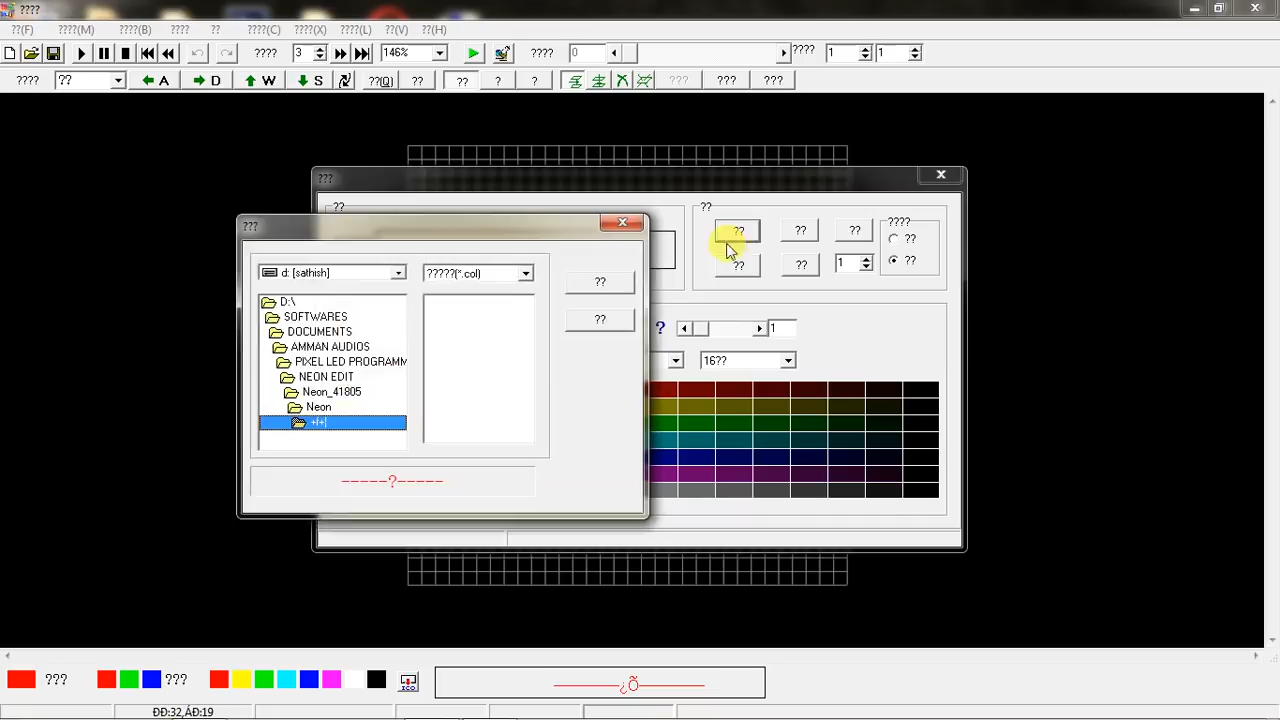 ????
??(F) ????(M) ????(B) ???? ?? ????(C) ????(X) ????(L) ??(V) ??(H)
???? 3 146% ???? 0 ???? 1 1
???? ?? A D W S ??(Q) ?? ?? ? ? ??? ??? ???
???
?? ??
???
?? ?? ?? ????
??
?? ?? 1 ??
d: [sathish] ?????(*.col) ??
D:\
SOFTWARES
DOCUMENTS
AMMAN AUDIOS
PIXEL LED PROGRAMM
NEON EDIT
Neon_41805
Neon
??
? 1
16??
-----?-----
??? ??? ICO ————¿Õ————
ÐÐ:32,ÁÐ:19